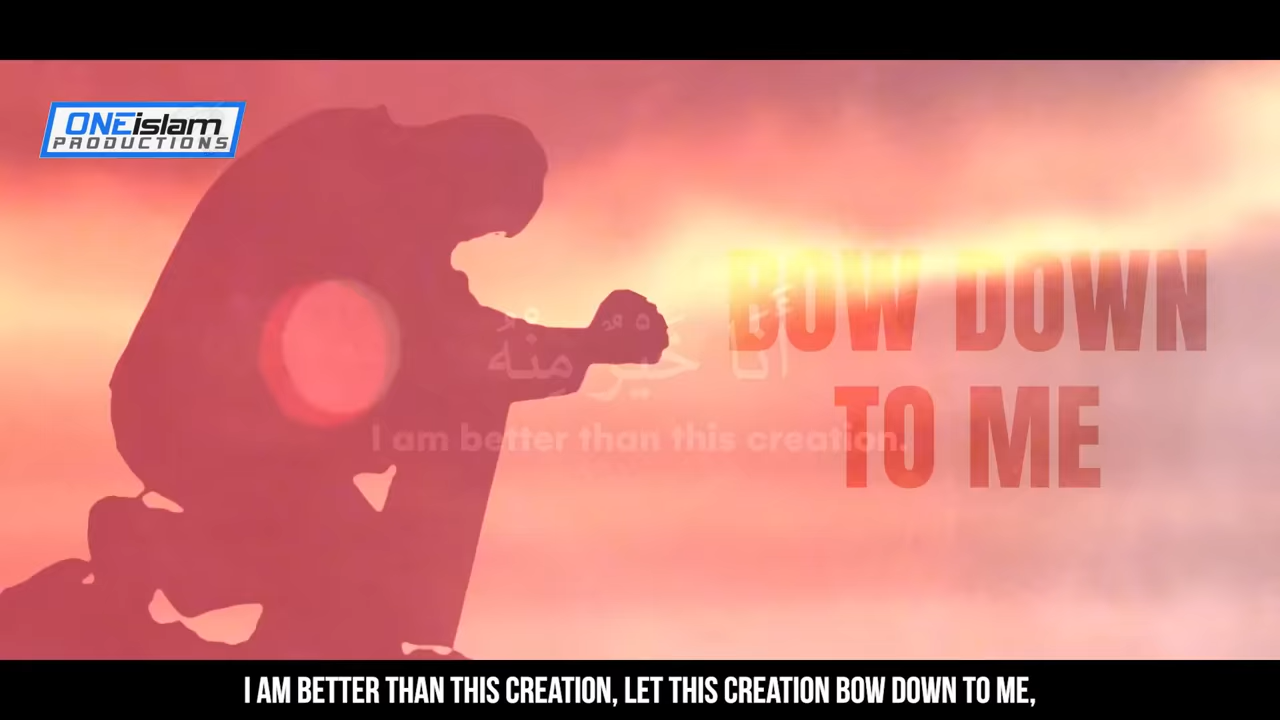 ONEislam
PRODUCTIONS
BOW DOWN
TO ME
أَنَا خَيْرٌ مِنْهُ
I am better than this creation.
I AM BETTER THAN THIS CREATION, LET THIS CREATION BOW DOWN TO ME,